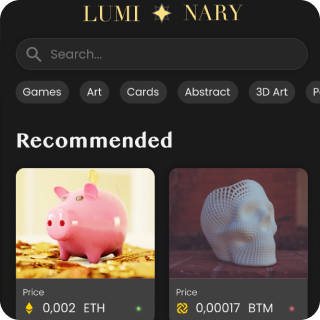 LUMI NARY
Search...
Games Art Cards Abstract 3D Art
Recommended
Price Price
0,002 ETH 0,00017 BTM